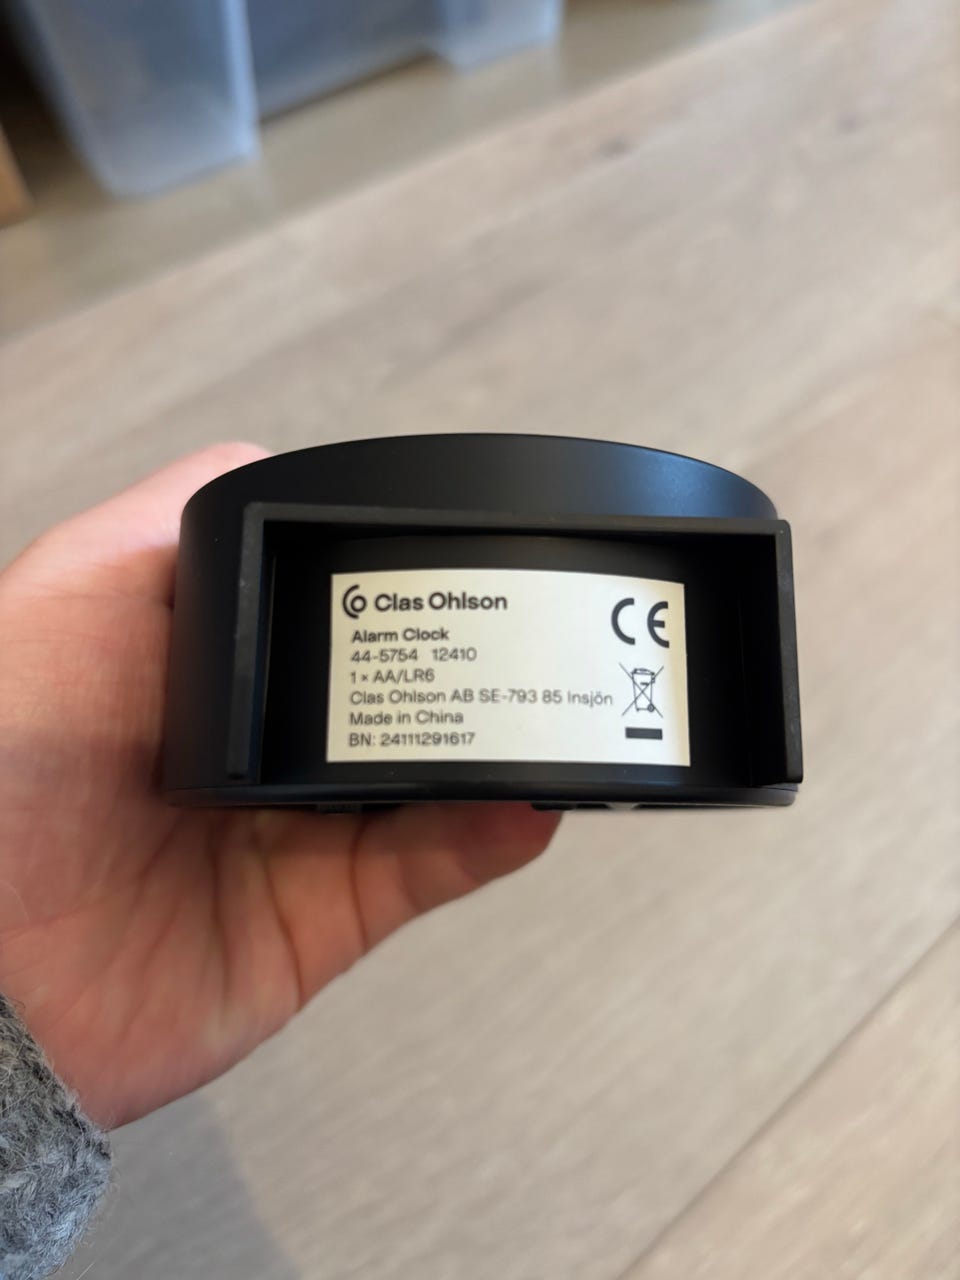 Clas Ohlson
Alarm Clock
44-5754 12410
1 × AA/LR6
Clas Ohlson AB SE-793 85 Insjön
Made in China
BN: 24111291617
CE